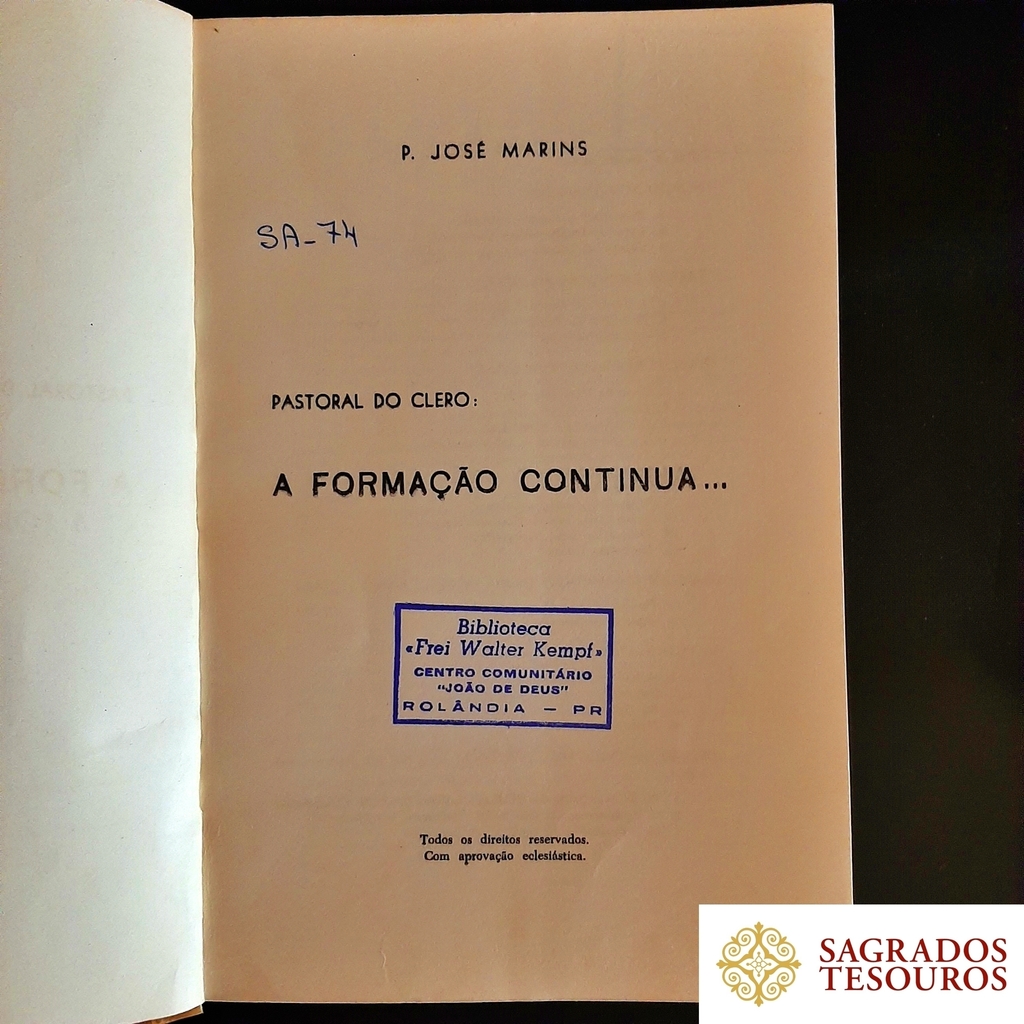 P. JOSÉ MARINS
SA-74
PASTORAL DO CLERO:
A FORMAÇÃO CONTINUA...
Biblioteca
«Frei Walter Kempf»
CENTRO COMUNITÁRIO
"JOÃO DE DEUS"
ROLÂNDIA — PR
Todos os direitos reservados.
Com aprovação eclesiástica.
SAGRADOS
TESOUROS